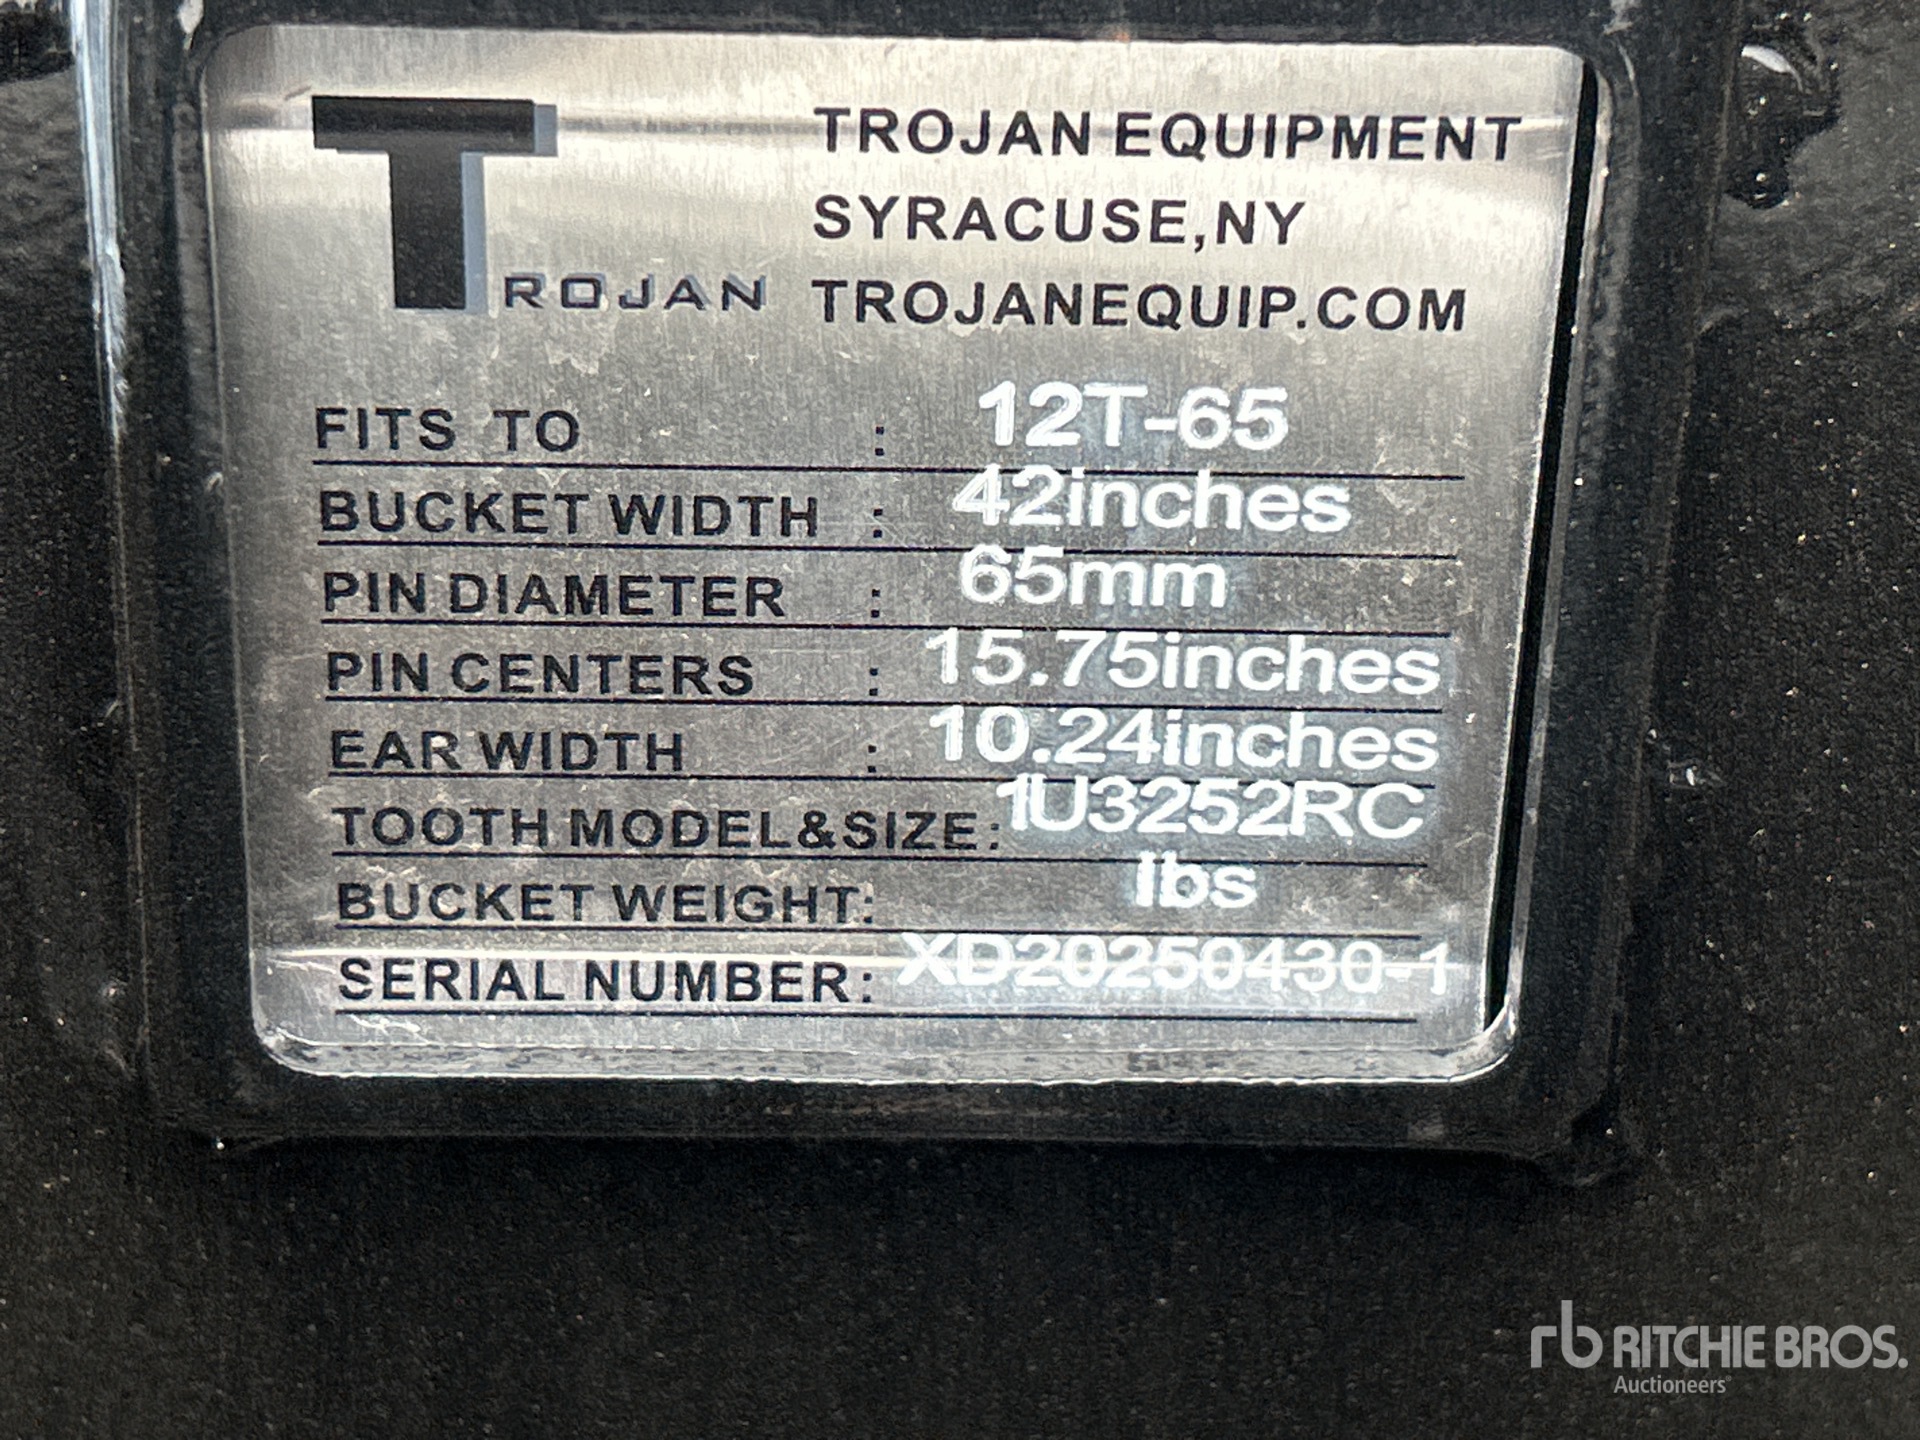 TROJAN
TROJAN EQUIPMENT
SYRACUSE,NY
TROJANEQUIP.COM
FITS TO : 12T-65
BUCKET WIDTH : 42inches
PIN DIAMETER : 65mm
PIN CENTERS : 15.75inches
EAR WIDTH : 10.24inches
TOOTH MODEL&SIZE: 1U3252RC
BUCKET WEIGHT: lbs
SERIAL NUMBER: XD20250430-1
rb RITCHIE BROS.
Auctioneers